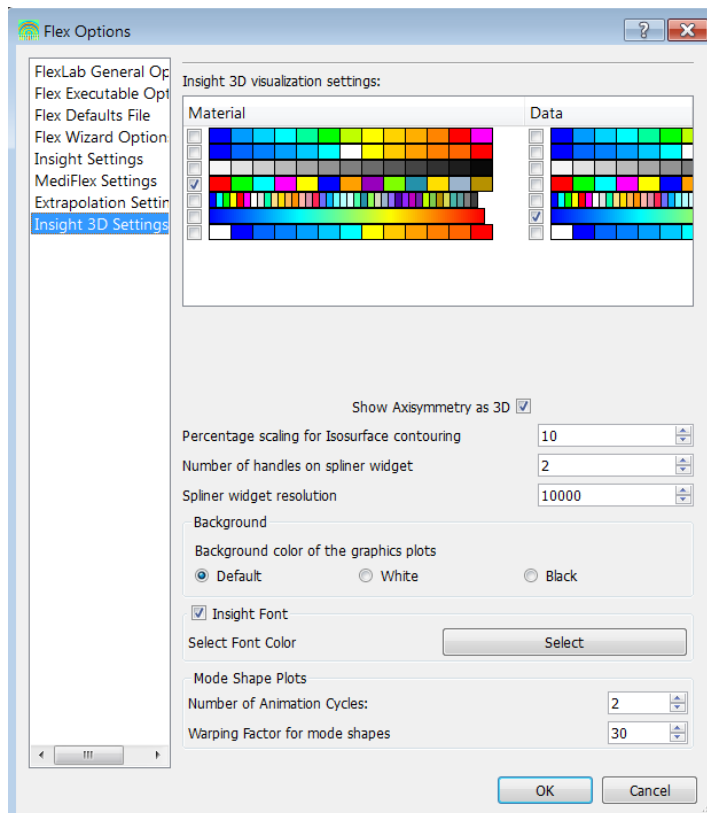 Flex Options
FlexLab General Op
Flex Executable Opt
Flex Defaults File
Flex Wizard Option
Insight Settings
MediFlex Settings
Extrapolation Settin
Insight 3D Settings
Insight 3D visualization settings:
Material Data
Show Axisymmetry as 3D
Percentage scaling for Isosurface contouring 10
Number of handles on spliner widget 2
Spliner widget resolution 10000
Background
Background color of the graphics plots
Default White Black
Insight Font
Select Font Color Select
Mode Shape Plots
Number of Animation Cycles: 2
Warping Factor for mode shapes 30
OK Cancel